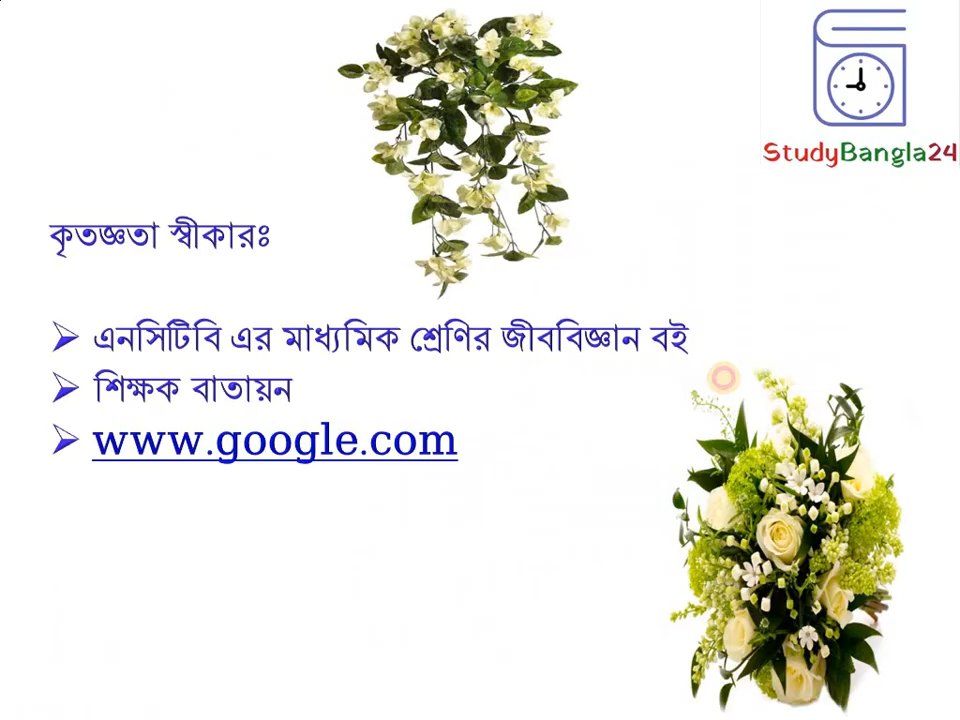 StudyBangla24
কৃতজ্ঞতা স্বীকারঃ
➢ এনসিটিবি এর মাধ্যমিক শ্রেণির জীববিজ্ঞান বই
➢ শিক্ষক বাতায়ন
➢ www.google.com